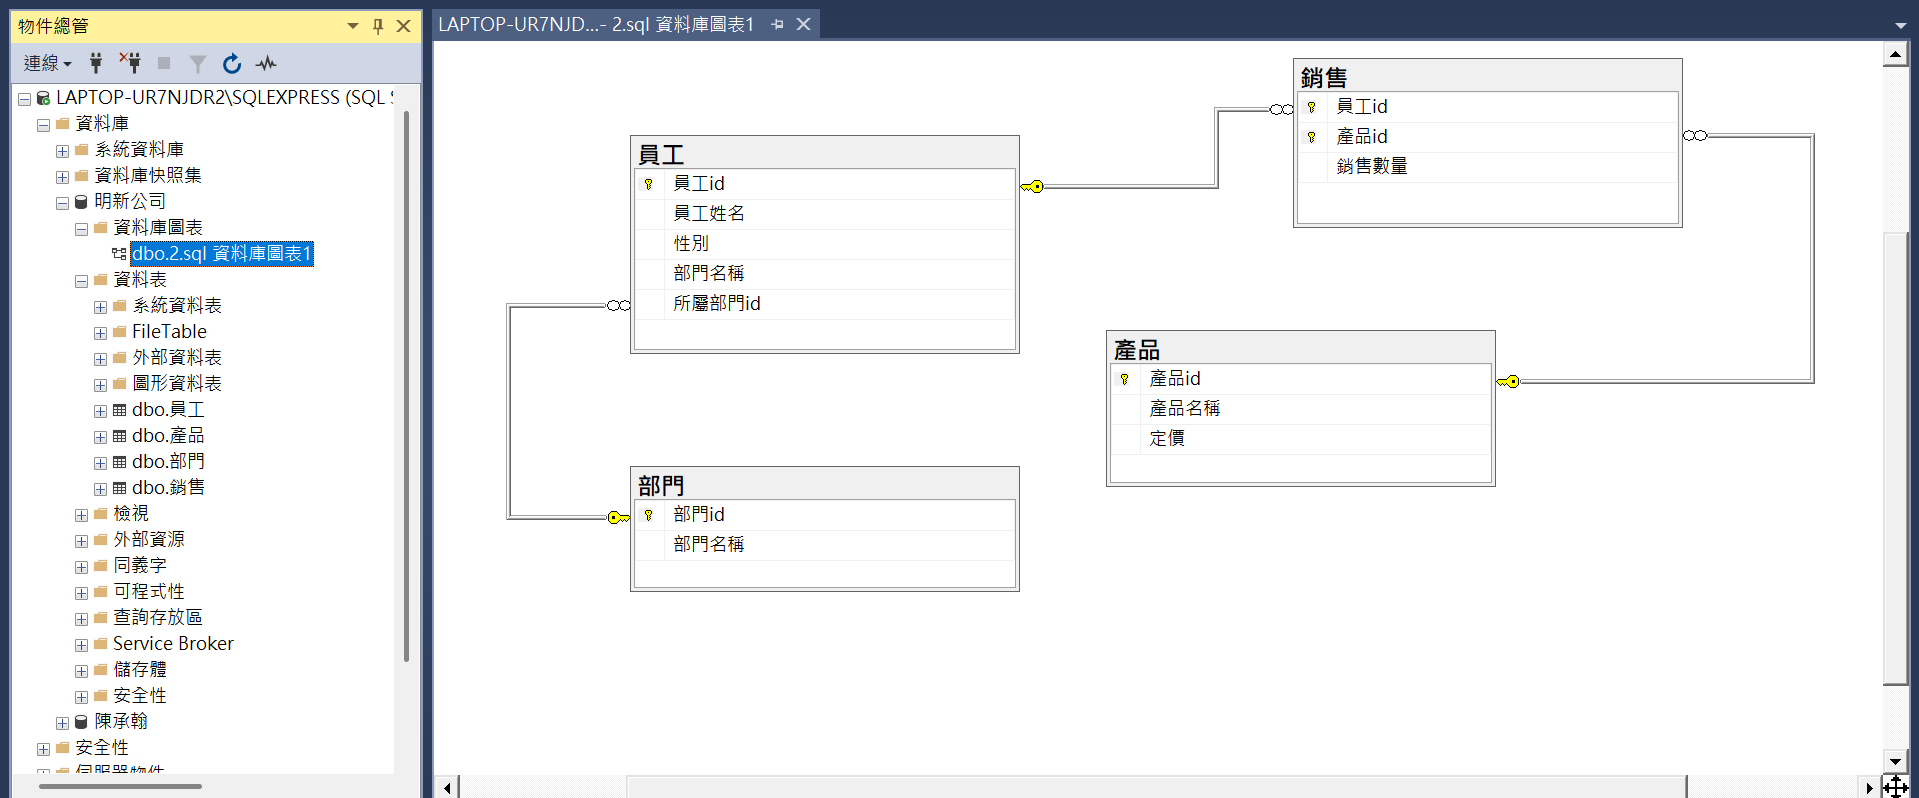 物件總管
連線
LAPTOP-UR7NJDR2\SQLEXPRESS (SQL S
資料庫
系統資料庫
資料庫快照集
明新公司
資料庫圖表
dbo.2.sql 資料庫圖表1
資料表
系統資料表
FileTable
外部資料表
圖形資料表
dbo.員工
dbo.產品
dbo.部門
dbo.銷售
檢視
外部資源
同義字
可程式性
查詢存放區
Service Broker
儲存體
安全性
陳承翰
安全性
伺服器物件
LAPTOP-UR7NJD...- 2.sql 資料庫圖表1
員工
員工id
員工姓名
性別
部門名稱
所屬部門id
銷售
員工id
產品id
銷售數量
產品
產品id
產品名稱
定價
部門
部門id
部門名稱